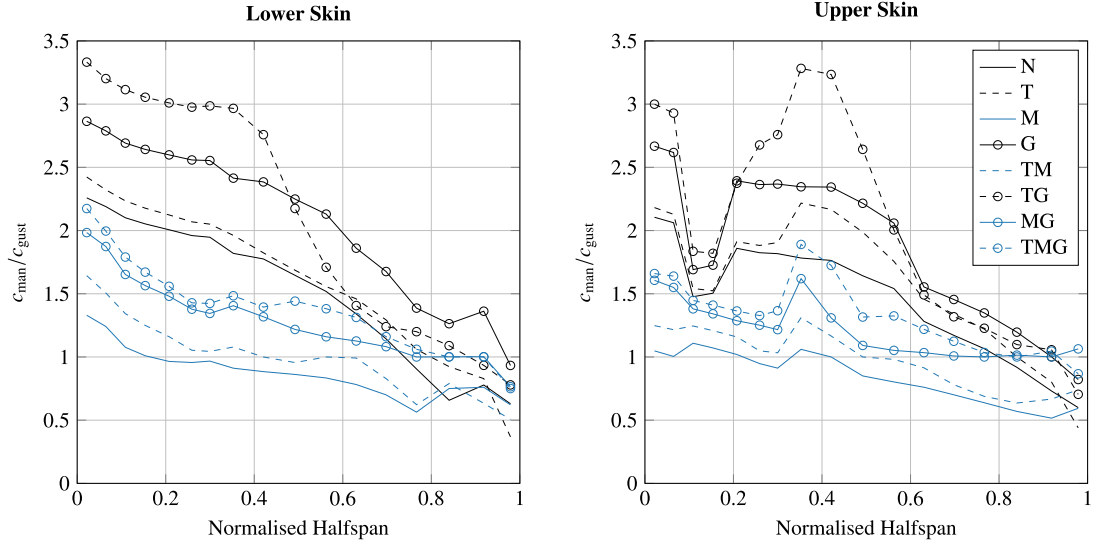 Lower Skin
3.5
3
2.5
2
1.5
1
0.5
0
0
0.2
0.4
0.6
0.8
1
Normalised Halfspan
c_man/c_gust
Upper Skin
3.5
3
2.5
2
1.5
1
0.5
0
0
0.2
0.4
0.6
0.8
1
Normalised Halfspan
c_man/c_gust
N
T
M
G
TM
TG
MG
TMG